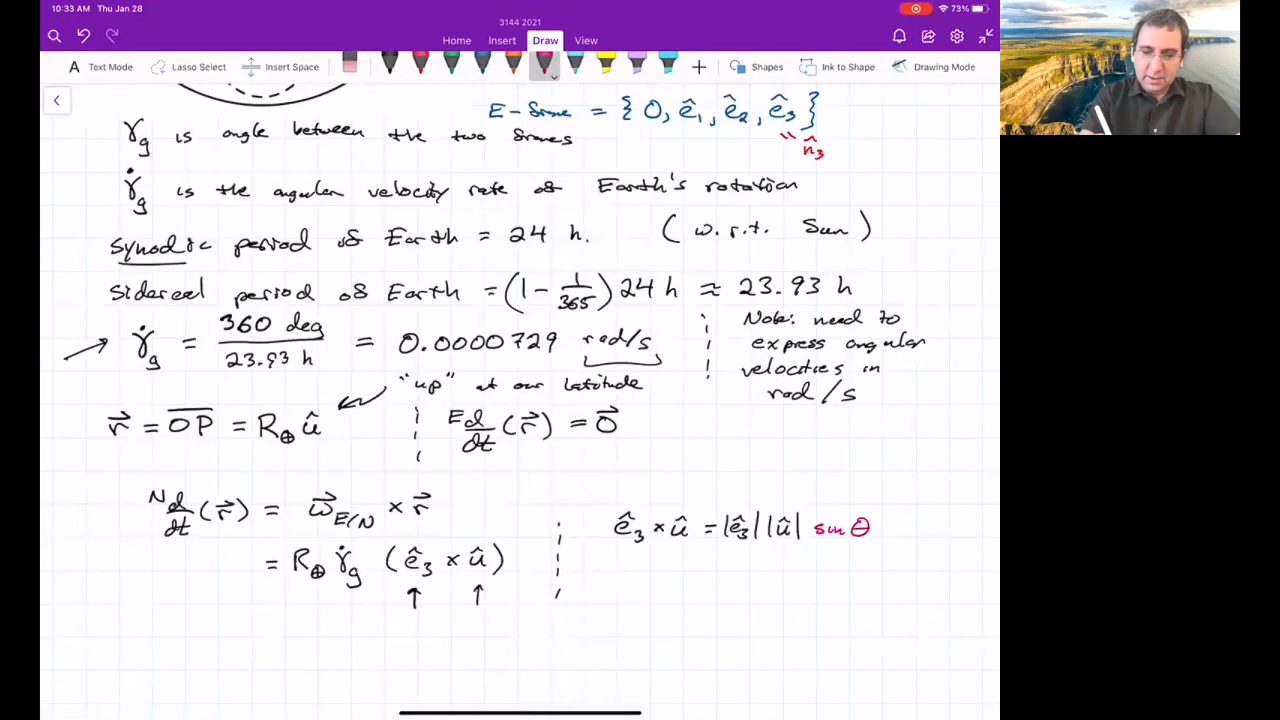 10:33 AM Thu Jan 28
73%
3144 2021
Home Insert Draw View
A Text Mode Lasso Select Insert Space Shapes Ink to Shape Drawing Mode
E-frame = { O, ê₁, ê₂, ê₃ }
" n̂₃
γg is angle between the two frames
γ̇g is the angular velocity rate of Earth's rotation
synodic period of Earth = 24 h. (w.r.t. Sun)
sidereal period of Earth = (1 - 1/365) 24 h ≈ 23.93 h
→ γ̇g = 360 deg / 23.93 h = 0.0000729 rad/s
Note: need to
express angular
velocities in
rad/s
"up" at our latitude
r⃗ = OP = R⊕ û
ᴱd/dt (r⃗) = 0⃗
ᴺd/dt (r⃗) = ω⃗E/N × r⃗
= R⊕ γ̇g (ê₃ × û)
ê₃ × û = |ê₃| |û| sin θ